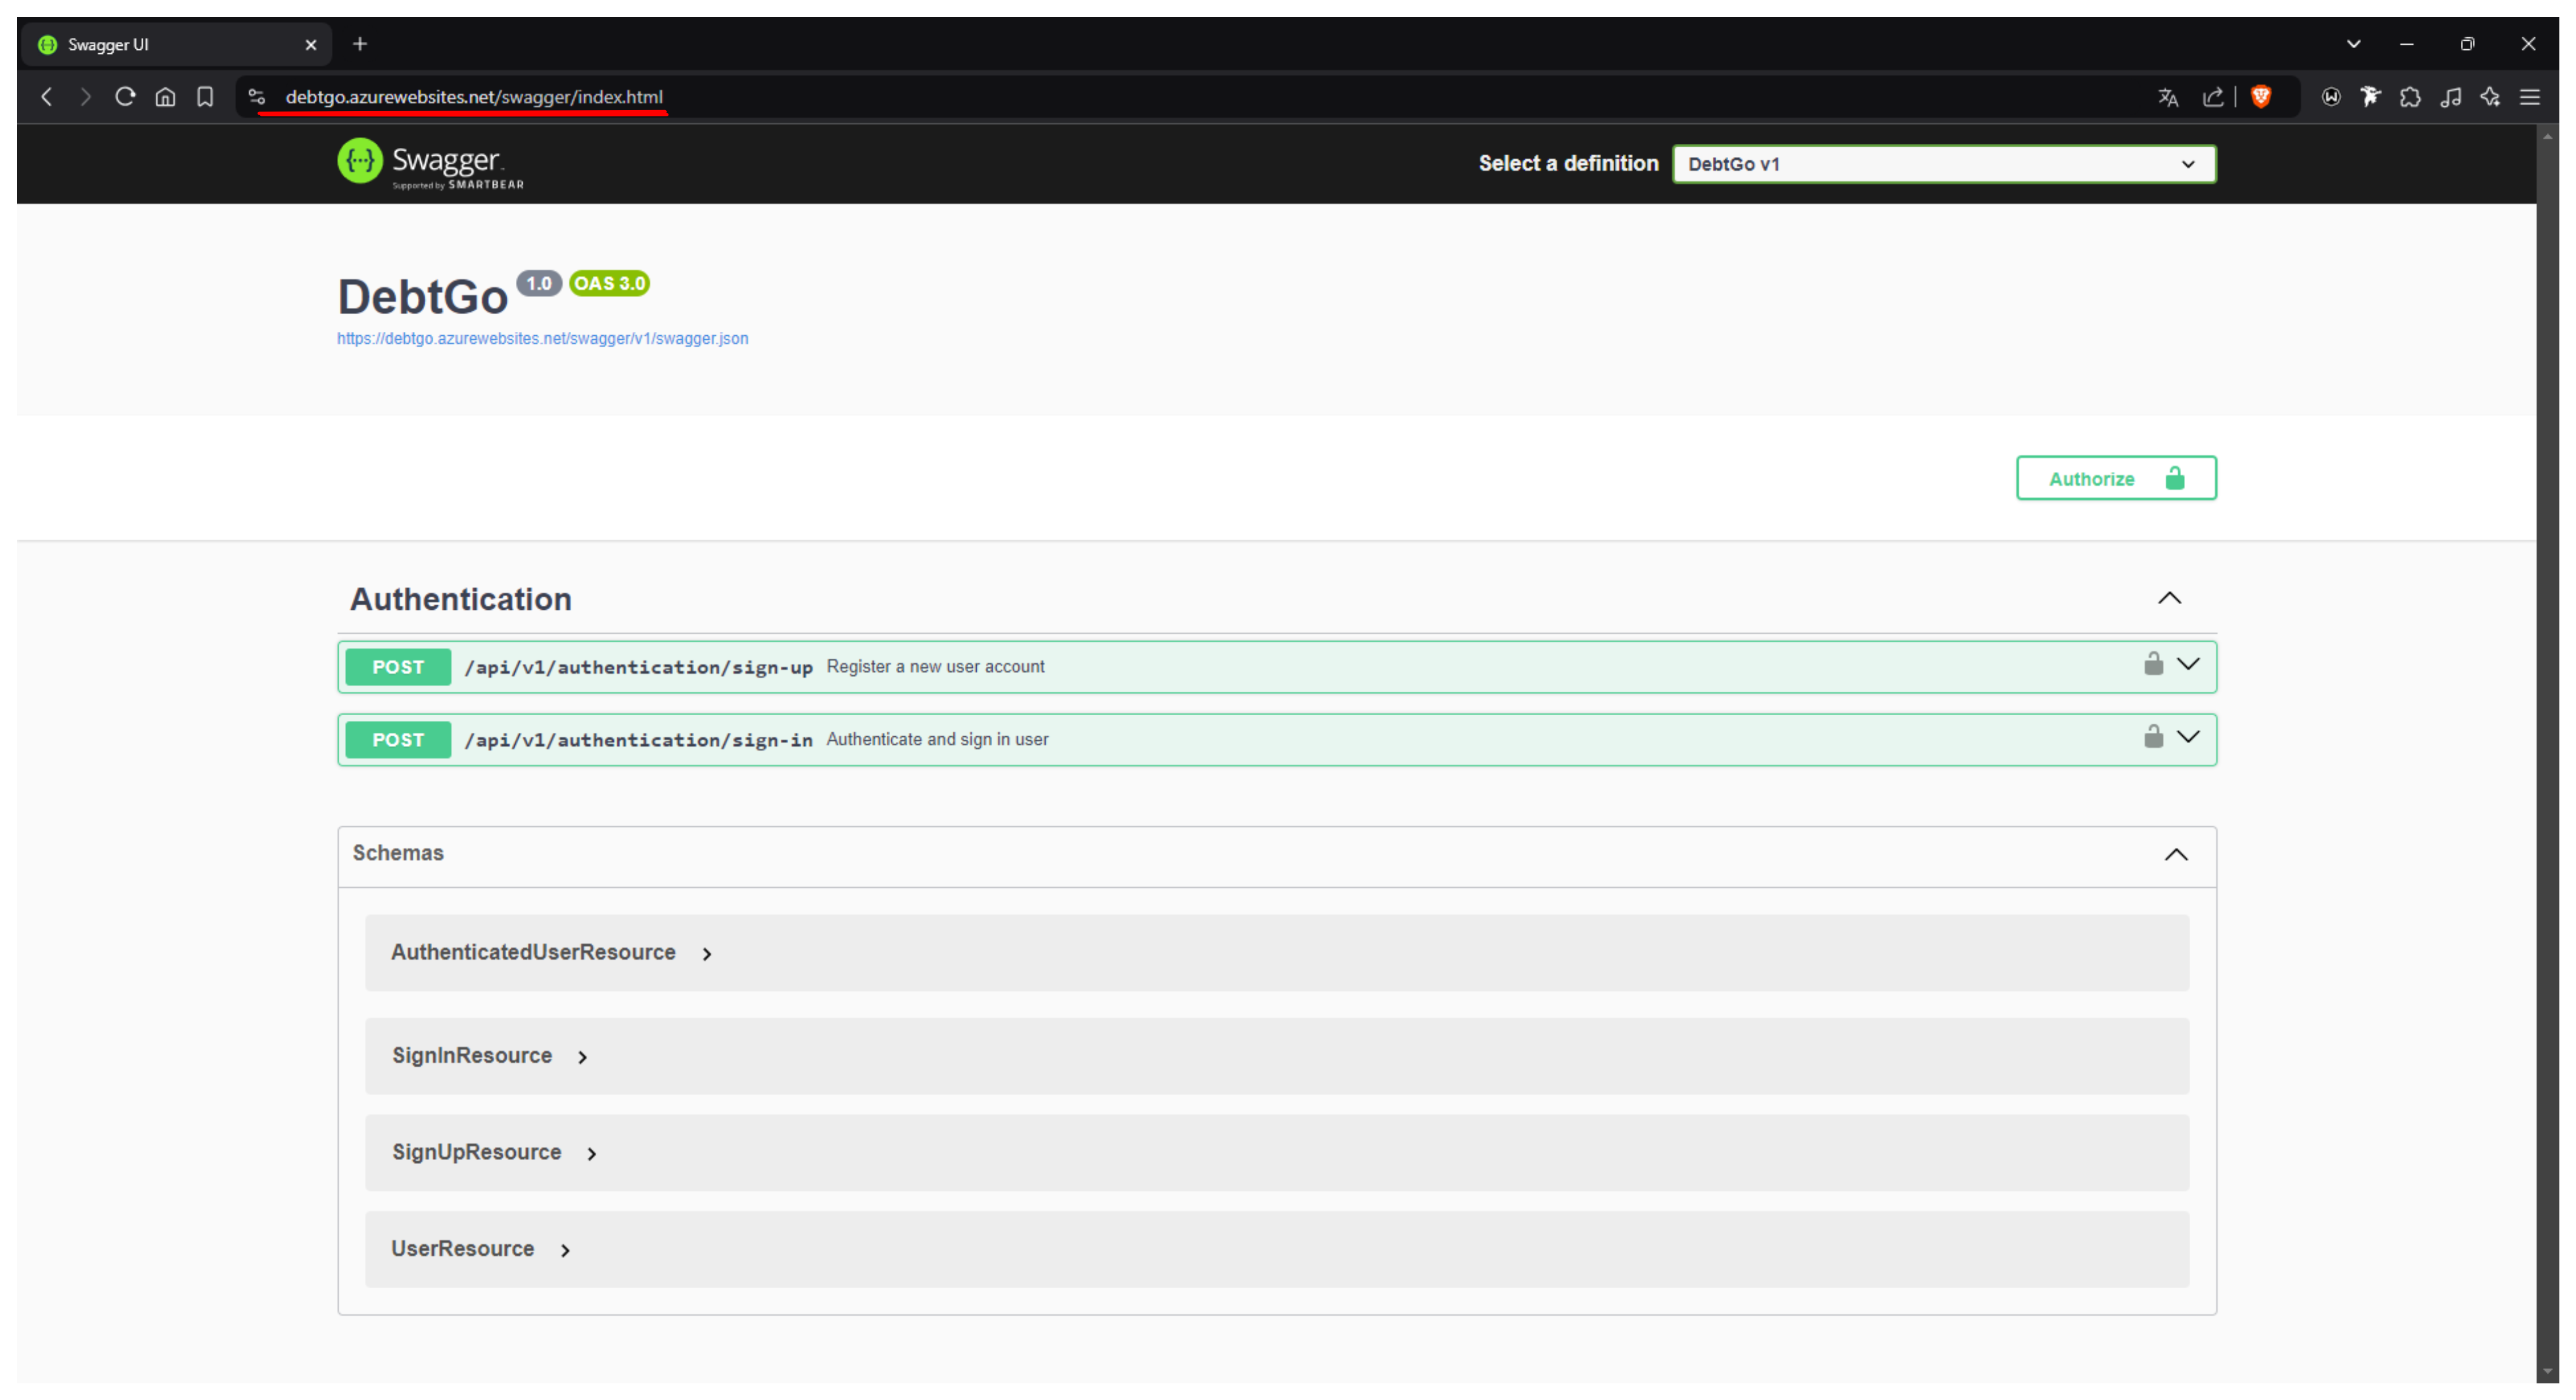 Swagger UI
debtgo.azurewebsites.net/swagger/index.html
Swagger
Supported by SMARTBEAR
Select a definition
DebtGo v1
DebtGo 1.0 OAS 3.0
https://debtgo.azurewebsites.net/swagger/v1/swagger.json
Authorize
Authentication
POST /api/v1/authentication/sign-up Register a new user account
POST /api/v1/authentication/sign-in Authenticate and sign in user
Schemas
AuthenticatedUserResource
SignInResource
SignUpResource
UserResource